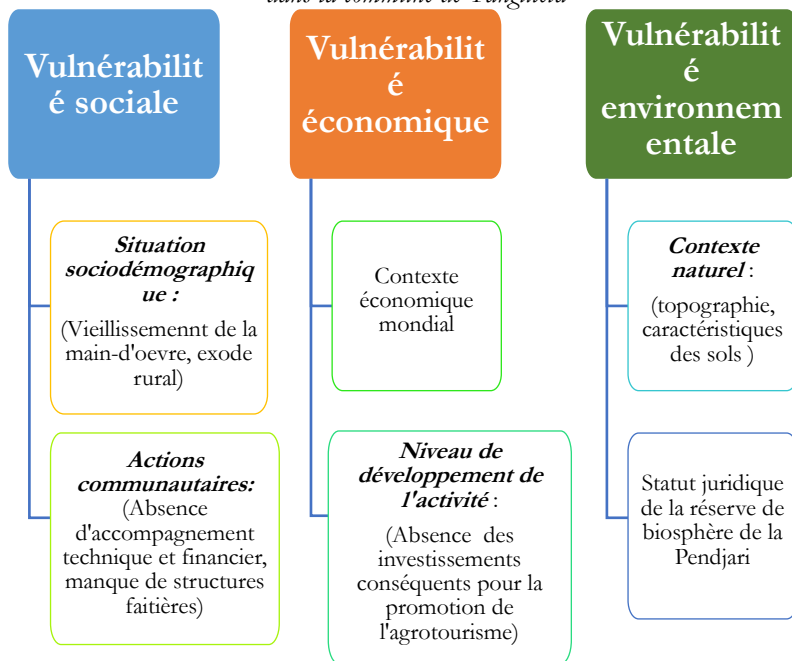 dans la commune de Tanguiéta
Vulnérabilit
é sociale
Situation
sociodémographiq
ue :
(Vieillissemennt de la
main-d'oevre, exode
rural)
Actions
communautaires:
(Absence
d'accompagnement
technique et financier,
manque de structures
faitières)
Vulnérabilit
é
économique
Contexte
économique
mondial
Niveau de
développement de
l'activité :
(Absence des
investissements
conséquents pour la
promotion de
l'agrotourisme)
Vulnérabilit
é
environnem
entale
Contexte
naturel :
(topographie,
caractéristiques
des sols )
Statut juridique
de la réserve de
biosphère de la
Pendjari